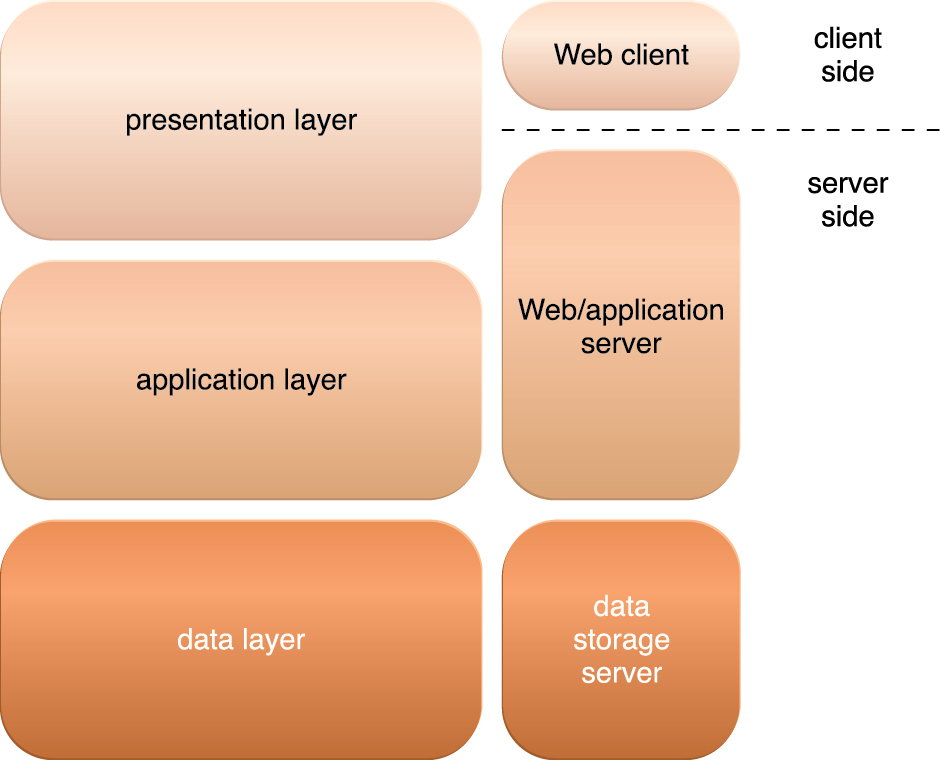 presentation layer
Web client
client
side
server
side
application layer
Web/application
server
data layer
data
storage
server